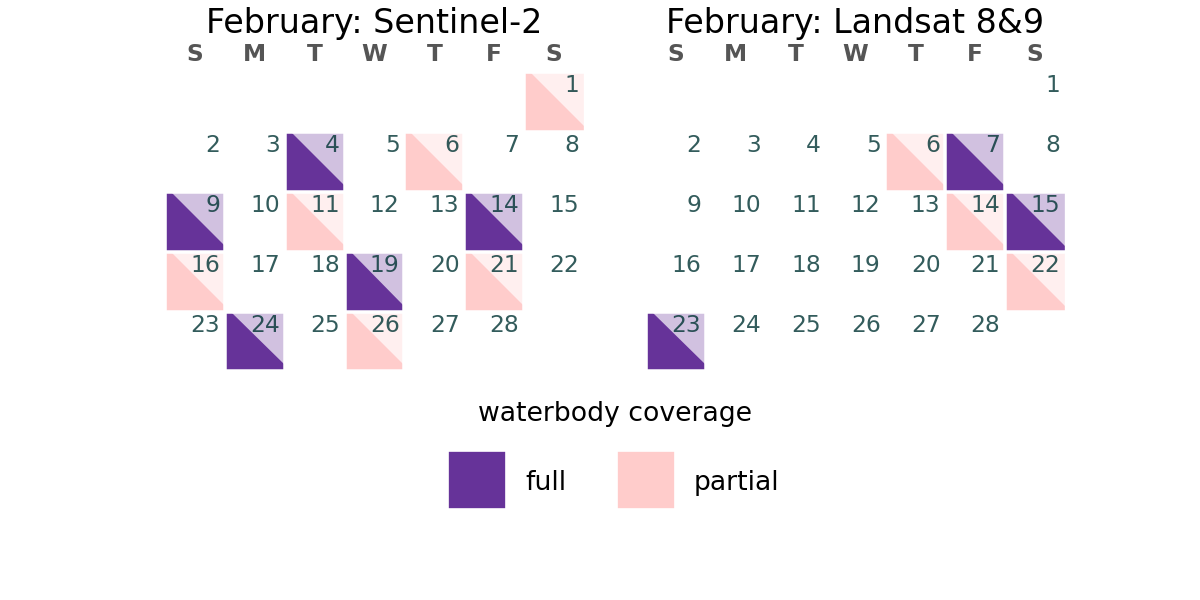 February: Sentinel-2
S M T W T F S
1
2 3 4 5 6 7 8
9 10 11 12 13 14 15
16 17 18 19 20 21 22
23 24 25 26 27 28
February: Landsat 8&9
S M T W T F S
1
2 3 4 5 6 7 8
9 10 11 12 13 14 15
16 17 18 19 20 21 22
23 24 25 26 27 28
waterbody coverage
full partial